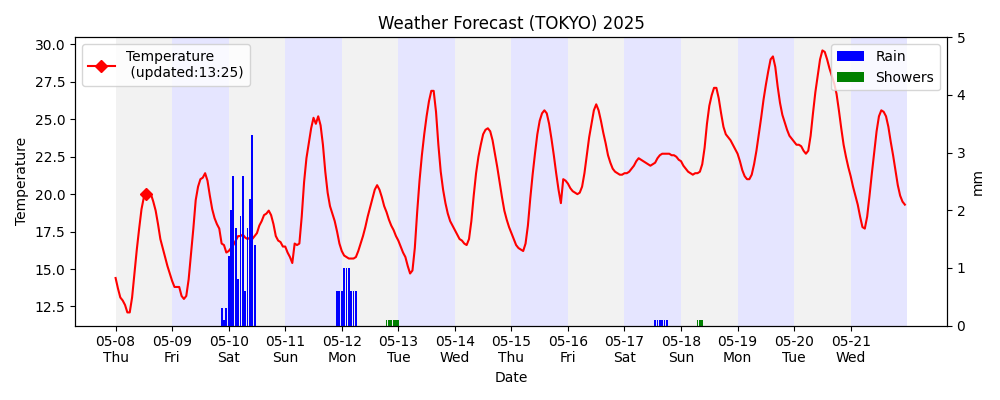 Weather Forecast (TOKYO) 2025
Temperature
(updated:13:25)
Rain
Showers
30.0
27.5
25.0
22.5
20.0
17.5
15.0
12.5
Temperature
5
4
3
2
1
0
mm
05-08 05-09 05-10 05-11 05-12 05-13 05-14 05-15 05-16 05-17 05-18 05-19 05-20 05-21
Thu Fri Sat Sun Mon Tue Wed Thu Fri Sat Sun Mon Tue Wed
Date